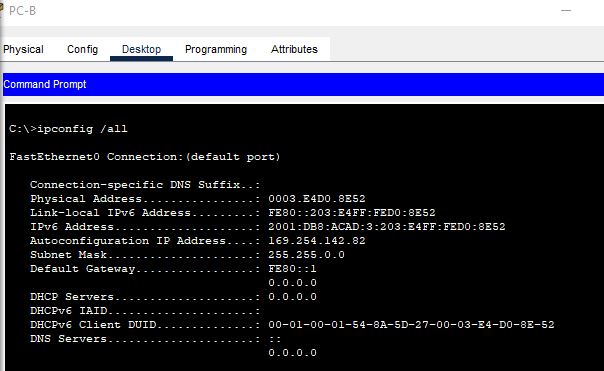 PC-B
Physical Config Desktop Programming Attributes
Command Prompt
C:\>ipconfig /all
FastEthernet0 Connection:(default port)
Connection-specific DNS Suffix..:
Physical Address................: 0003.E4D0.8E52
Link-local IPv6 Address.........: FE80::203:E4FF:FED0:8E52
IPv6 Address....................: 2001:DB8:ACAD:3:203:E4FF:FED0:8E52
Autoconfiguration IP Address....: 169.254.142.82
Subnet Mask.....................: 255.255.0.0
Default Gateway.................: FE80::1
0.0.0.0
DHCP Servers....................: 0.0.0.0
DHCPv6 IAID.....................:
DHCPv6 Client DUID..............: 00-01-00-01-54-8A-5D-27-00-03-E4-D0-8E-52
DNS Servers.....................: ::
0.0.0.0